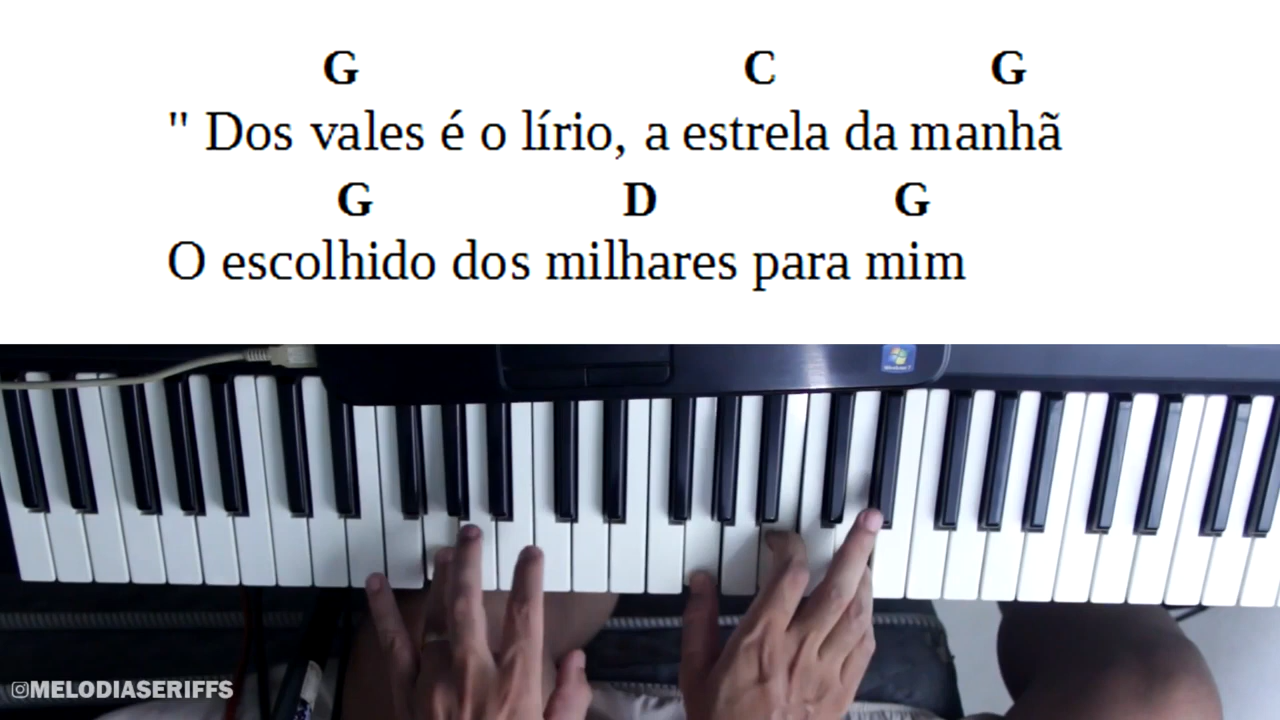 G C G
" Dos vales é o lírio, a estrela da manhã
G D G
O escolhido dos milhares para mim
MELODIASERIFFS